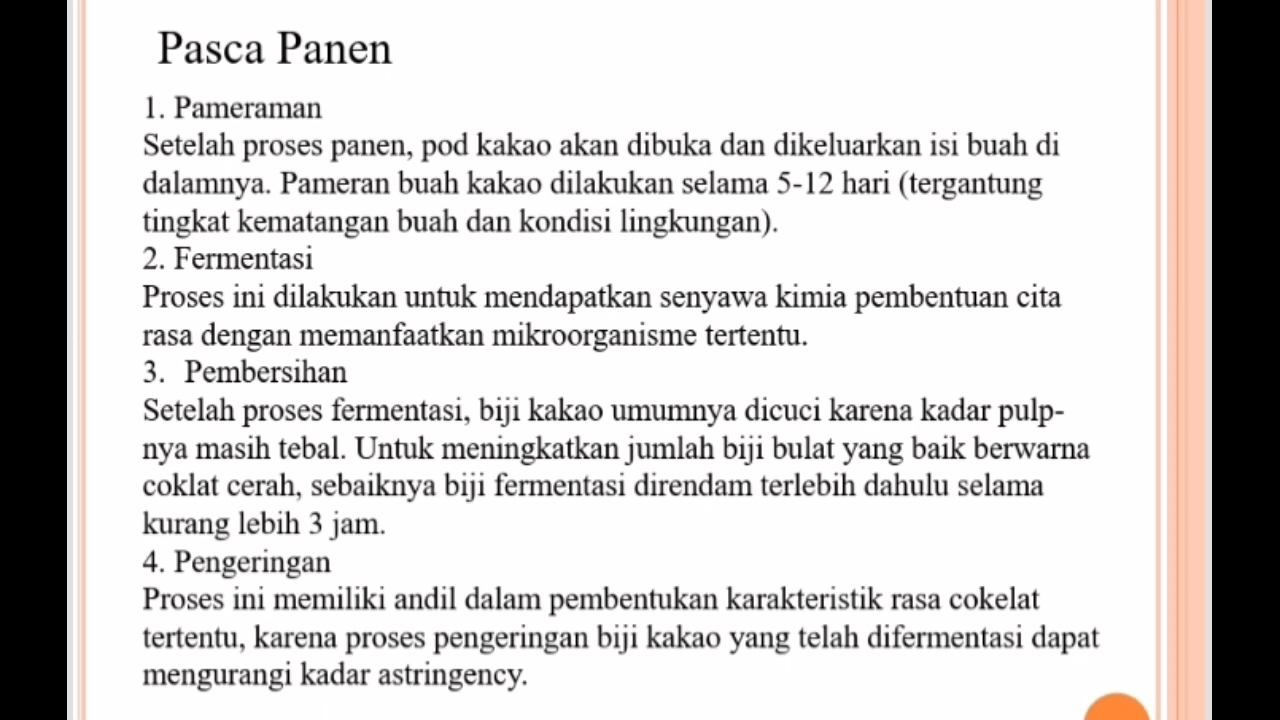 Pasca Panen
1. Pameraman
Setelah proses panen, pod kakao akan dibuka dan dikeluarkan isi buah di
dalamnya. Pameran buah kakao dilakukan selama 5-12 hari (tergantung
tingkat kematangan buah dan kondisi lingkungan).
2. Fermentasi
Proses ini dilakukan untuk mendapatkan senyawa kimia pembentuan cita
rasa dengan memanfaatkan mikroorganisme tertentu.
3. Pembersihan
Setelah proses fermentasi, biji kakao umumnya dicuci karena kadar pulp-
nya masih tebal. Untuk meningkatkan jumlah biji bulat yang baik berwarna
coklat cerah, sebaiknya biji fermentasi direndam terlebih dahulu selama
kurang lebih 3 jam.
4. Pengeringan
Proses ini memiliki andil dalam pembentukan karakteristik rasa cokelat
tertentu, karena proses pengeringan biji kakao yang telah difermentasi dapat
mengurangi kadar astringency.